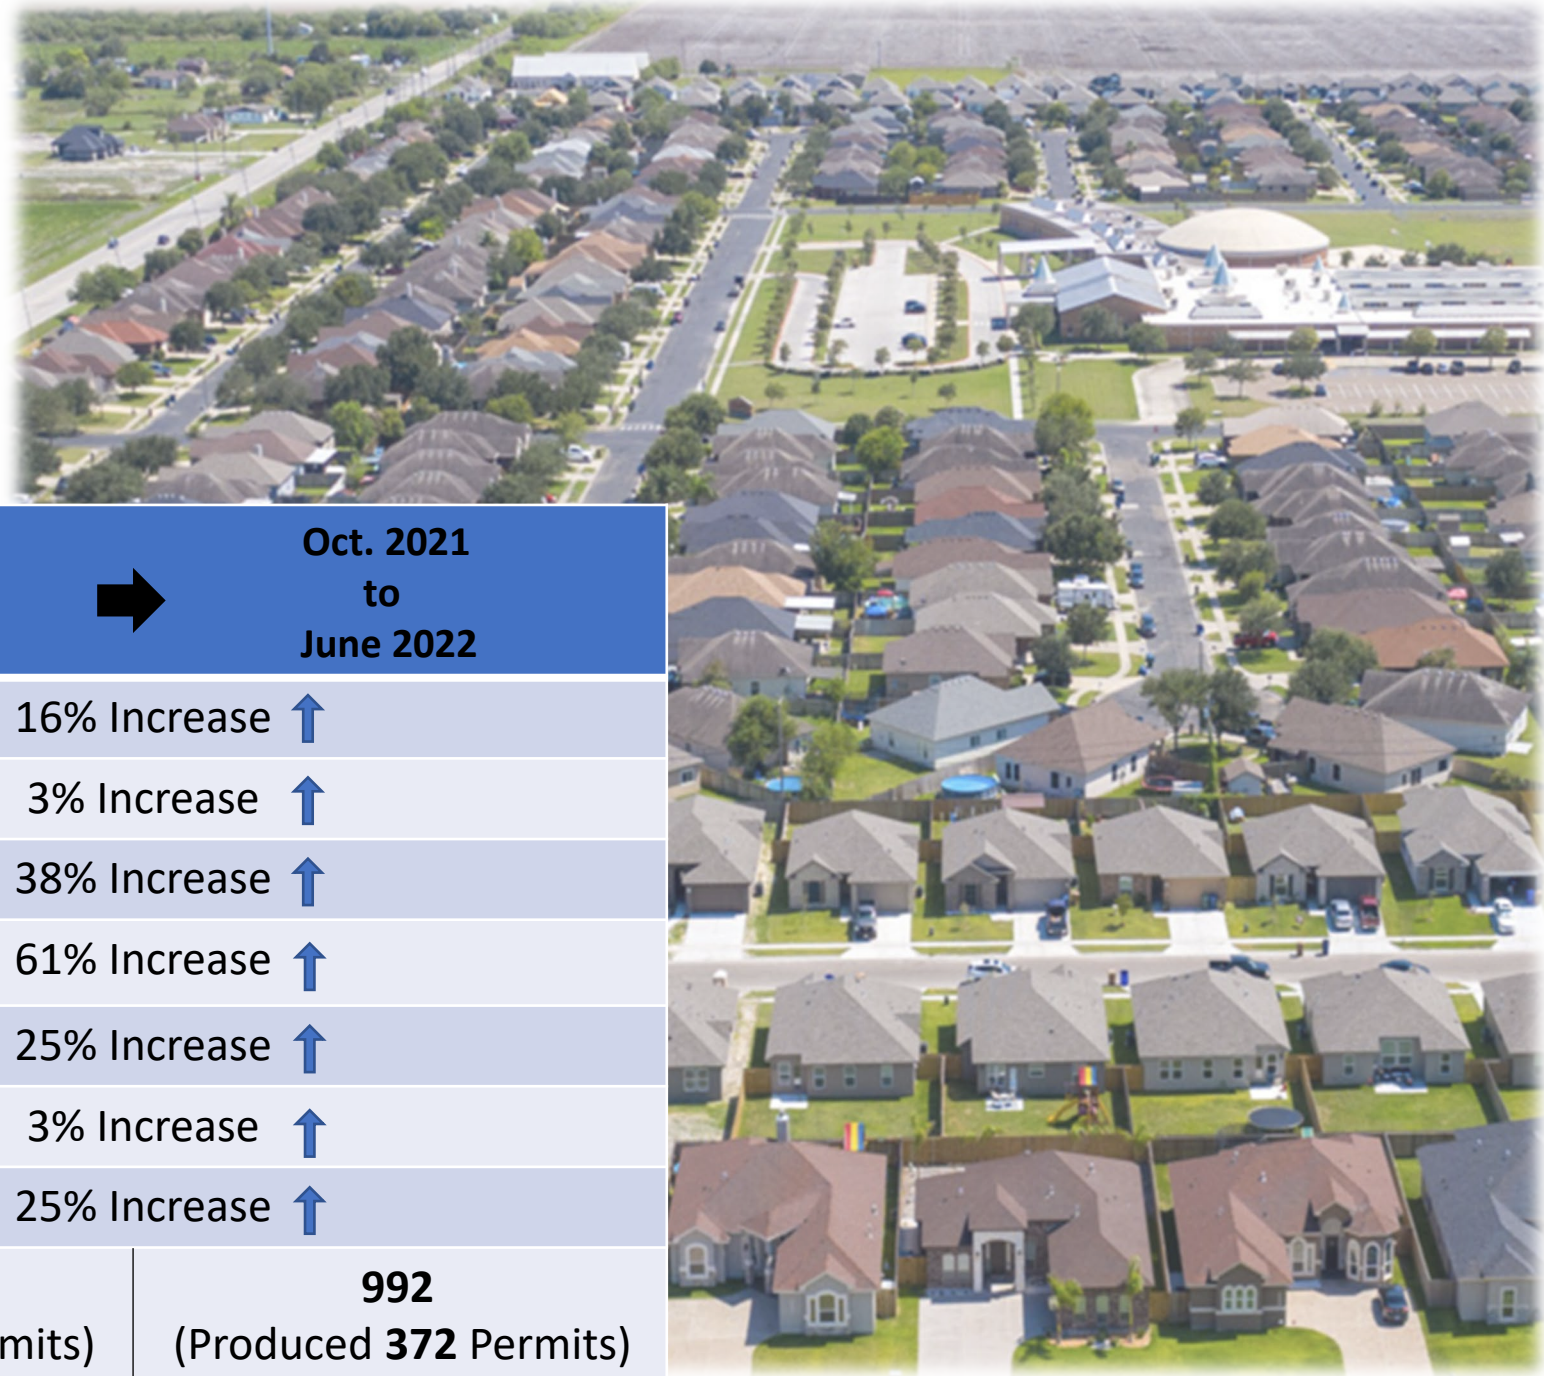 Oct. 2021
to
June 2022
16% Increase
3% Increase
38% Increase
61% Increase
25% Increase
3% Increase
25% Increase
992
mits) (Produced 372 Permits)